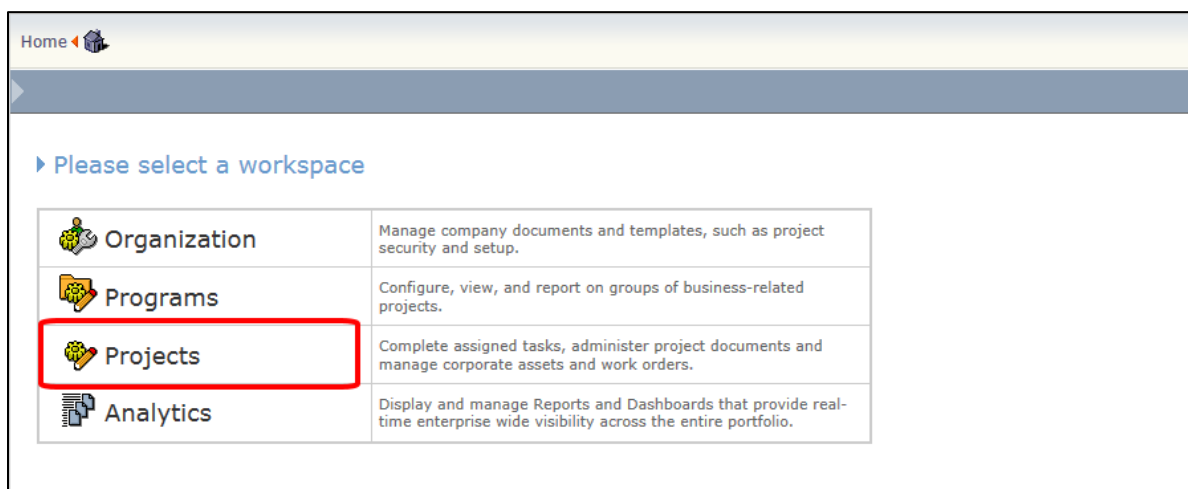 Home
Please select a workspace
Organization
Manage company documents and templates, such as project
security and setup.
Programs
Configure, view, and report on groups of business-related
projects.
Projects
Complete assigned tasks, administer project documents and
manage corporate assets and work orders.
Analytics
Display and manage Reports and Dashboards that provide real-
time enterprise wide visibility across the entire portfolio.